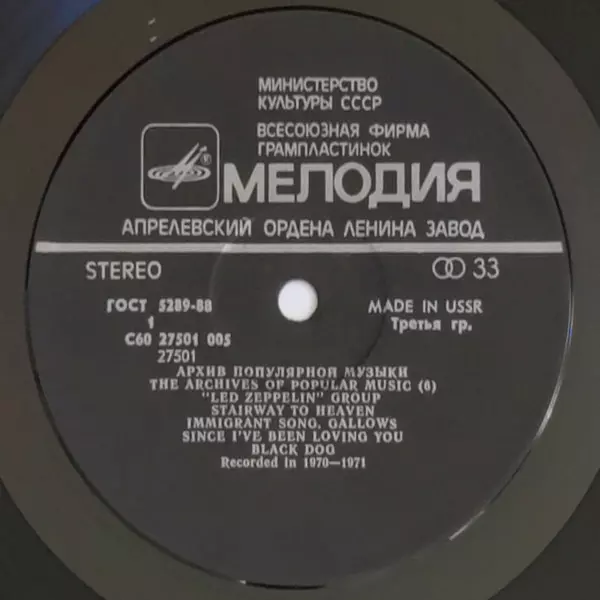 МИНИСТЕРСТВО
КУЛЬТУРЫ СССР
ВСЕСОЮЗНАЯ ФИРМА
ГРАМПЛАСТИНОК
®
МЕЛОДИЯ
АПРЕЛЕВСКИЙ ОРДЕНА ЛЕНИНА ЗАВОД
STEREO
33
ГОСТ 5289-88
MADE IN USSR
1
Третья гр.
С60 27501 005
27501
АРХИВ ПОПУЛЯРНОЙ МУЗЫКИ
THE ARCHIVES OF POPULAR MUSIC (6)
"LED ZEPPELIN" GROUP
STAIRWAY TO HEAVEN
IMMIGRANT SONG, GALLOWS
SINCE I'VE BEEN LOVING YOU
BLACK DOG
Recorded in 1970—1971